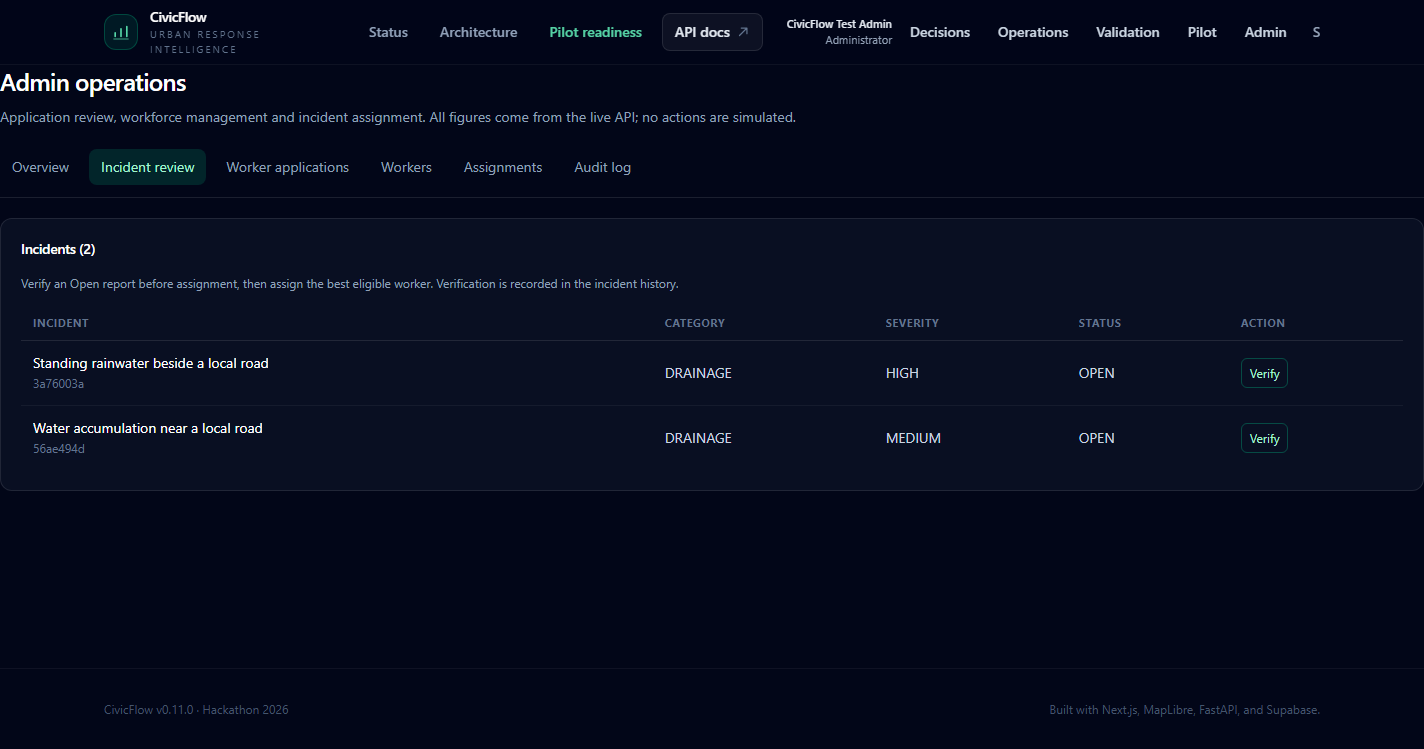 CivicFlow
URBAN RESPONSE
INTELLIGENCE
Status
Architecture
Pilot readiness
API docs ↗
CivicFlow Test Admin
Administrator
Decisions
Operations
Validation
Pilot
Admin
S
Admin operations
Application review, workforce management and incident assignment. All figures come from the live API; no actions are simulated.
Overview
Incident review
Worker applications
Workers
Assignments
Audit log
Incidents (2)
Verify an Open report before assignment, then assign the best eligible worker. Verification is recorded in the incident history.
INCIDENT CATEGORY SEVERITY STATUS ACTION
Standing rainwater beside a local road
3a76003a
DRAINAGE HIGH OPEN Verify
Water accumulation near a local road
56ae494d
DRAINAGE MEDIUM OPEN Verify
CivicFlow v0.11.0 · Hackathon 2026
Built with Next.js, MapLibre, FastAPI, and Supabase.